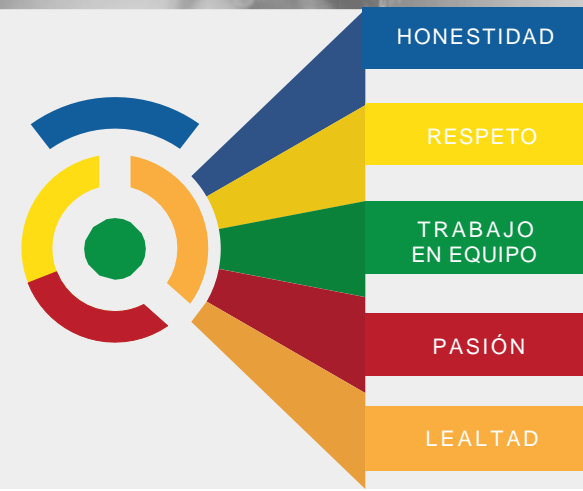 HONESTIDAD
RESPETO
TRABAJO
EN EQUIPO
PASIÓN
LEALTAD